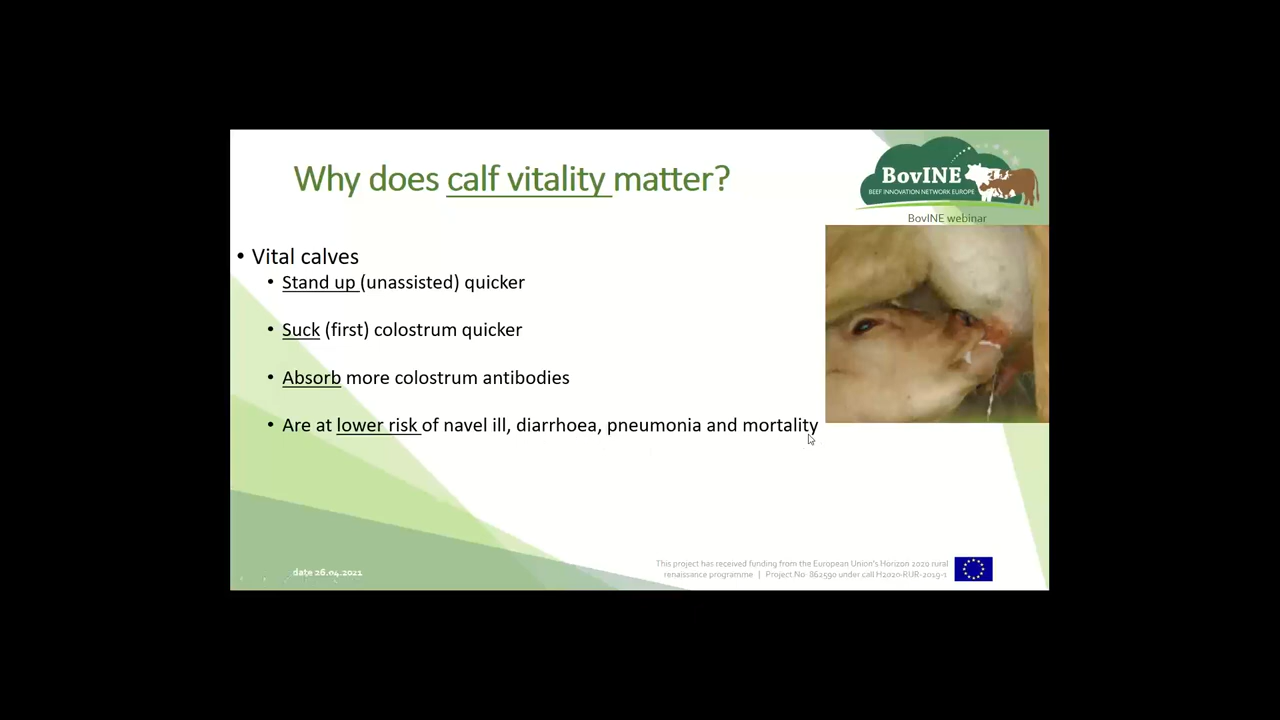 Why does calf vitality matter?
BovINE
BEEF INNOVATION NETWORK EUROPE
BovINE webinar
• Vital calves
• Stand up (unassisted) quicker
• Suck (first) colostrum quicker
• Absorb more colostrum antibodies
• Are at lower risk of navel ill, diarrhoea, pneumonia and mortality
date 26.04.2021
This project has received funding from the European Union's Horizon 2020 rural
renaissance programme | Project No 862590 under call H2020-RUR-2019-1